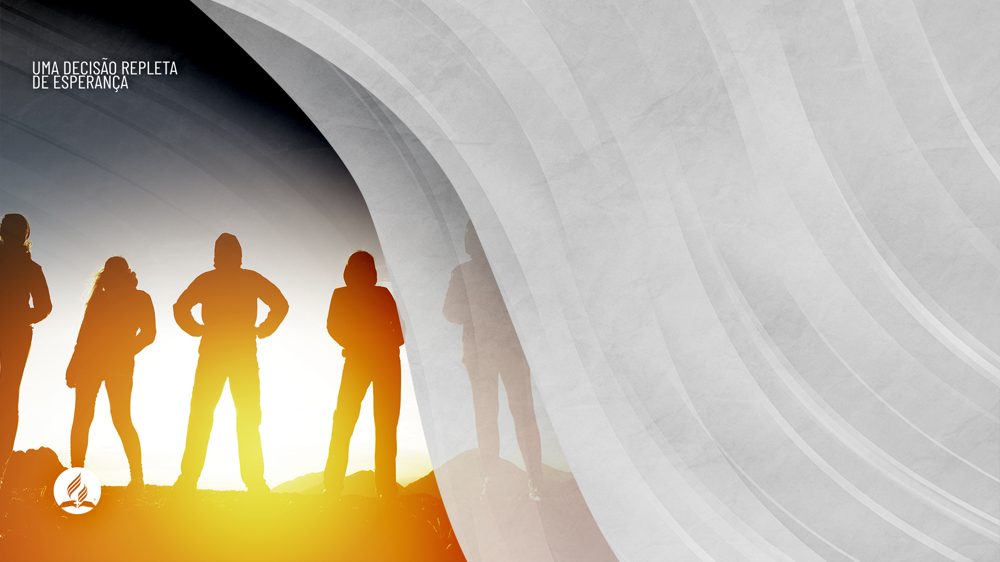 UMA DECISÃO REPLETA
DE ESPERANÇA